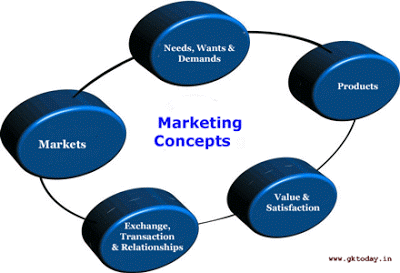 Needs, Wants &
Demands
Products
Marketing
Concepts
Markets
Value &
Satisfaction
Exchange,
Transaction
& Relationships
www.gktoday.in